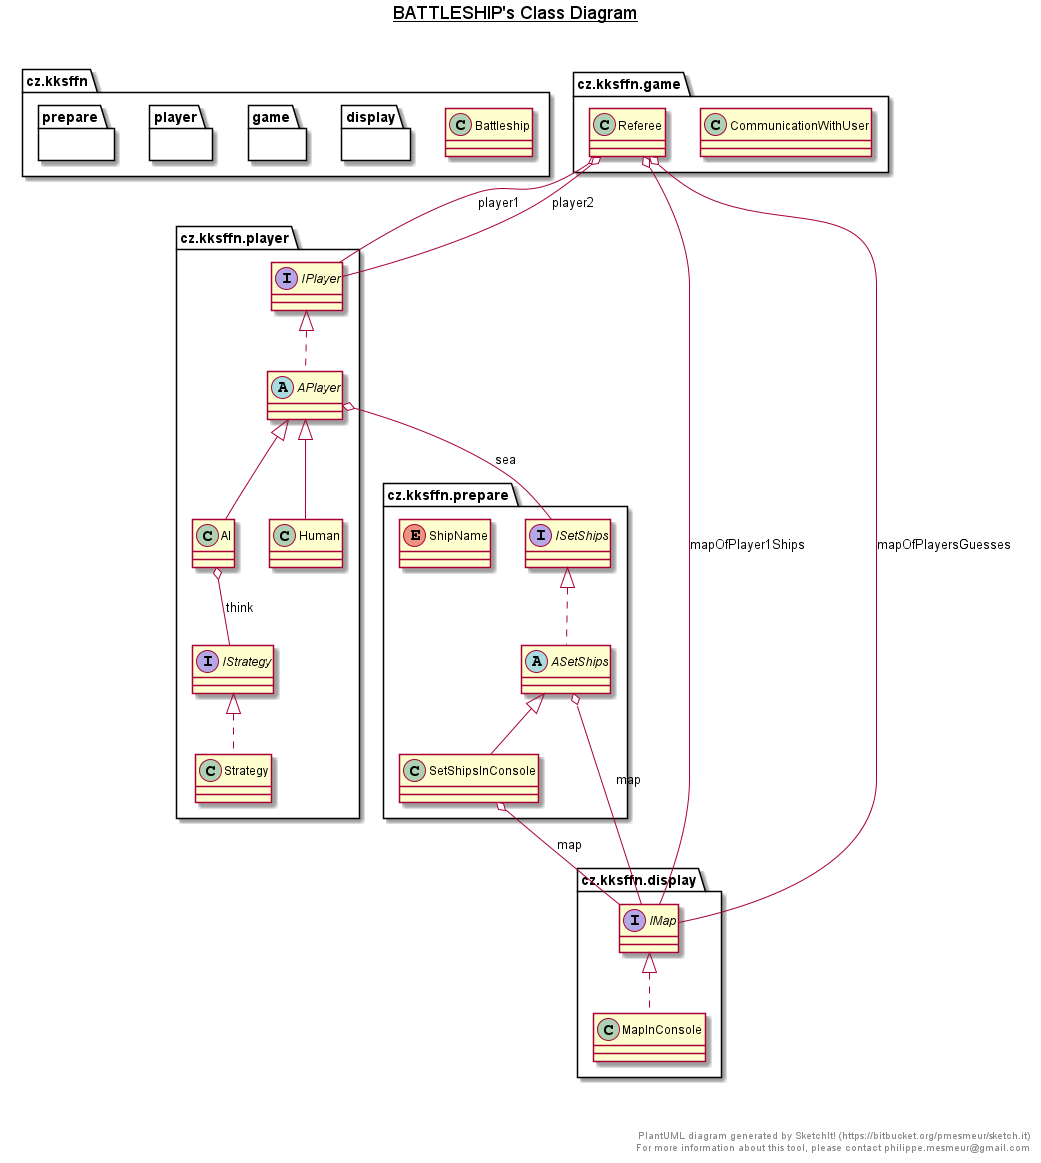 BATTLESHIP's Class Diagram
cz.kksffn
prepare
player
game
display
C Battleship
cz.kksffn.game
C Referee
C CommunicationWithUser
player1
player2
cz.kksffn.player
I IPlayer
A APlayer
sea
cz.kksffn.prepare
C AI
C Human
E ShipName
I ISetShips
mapOfPlayer1Ships
mapOfPlayersGuesses
think
I IStrategy
A ASetShips
C Strategy
C SetShipsInConsole
map
map
cz.kksffn.display
I IMap
C MapInConsole
PlantUML diagram generated by SketchIt! (https://bitbucket.org/pmesmeur/sketch.it)
For more information about this tool, please contact philippe.mesmeur@gmail.com